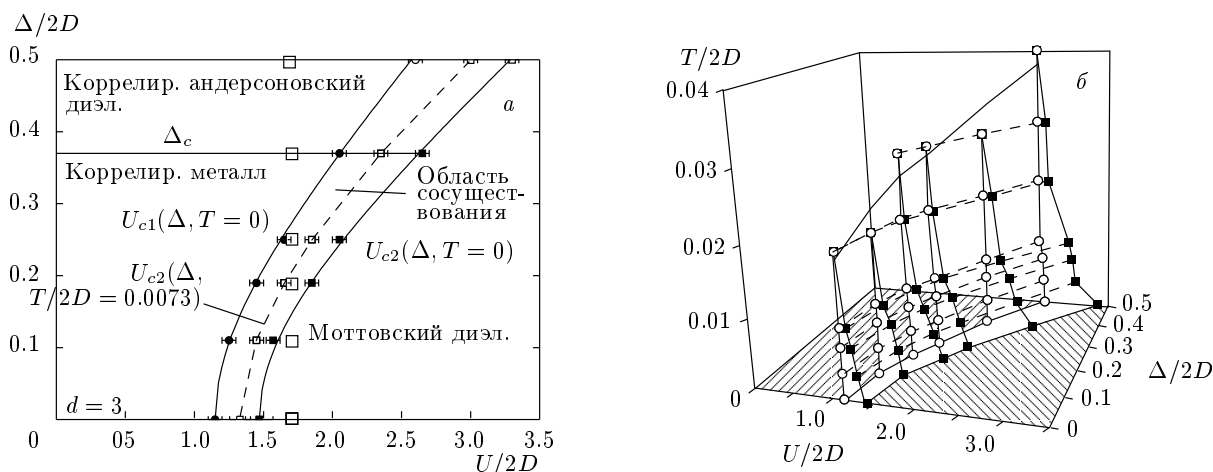 Δ/2D
0.5
0.4
0.3
0.2
0.1
0
Коррелир. андерсоновский
диэл.
Δc
Коррелир. металл
Uc1(Δ, T = 0)
Uc2(Δ,
T/2D = 0.0073)
а
Область
сосущест-
вования
Uc2(Δ, T = 0)
Моттовский диэл.
d = 3
05
1.0
1.5
2.0
2.5
3.0
3.5
U/2D
T/2D
0.04
0.03
0.02
0.01
б
0
1.0
2.0
3.0
U/2D
0.5
0.4
0.3
0.2
0.1
0
Δ/2D